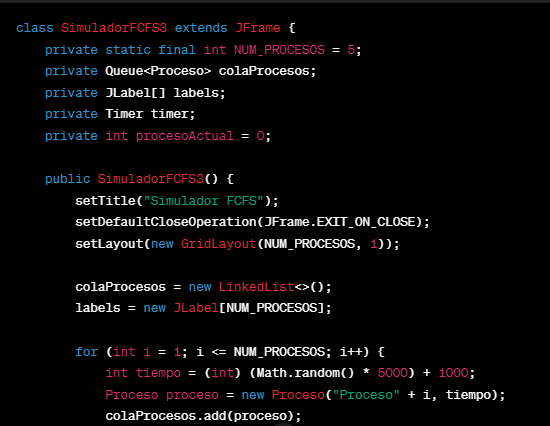 class SimuladorFCFS3 extends JFrame {
private static final int NUM_PROCESOS = 5;
private Queue<Proceso> colaProcesos;
private JLabel[] labels;
private Timer timer;
private int procesoActual = 0;
public SimuladorFCFS3() {
setTitle("Simulador FCFS");
setDefaultCloseOperation(JFrame.EXIT_ON_CLOSE);
setLayout(new GridLayout(NUM_PROCESOS, 1));
colaProcesos = new LinkedList<>();
labels = new JLabel[NUM_PROCESOS];
for (int i = 1; i <= NUM_PROCESOS; i++) {
int tiempo = (int) (Math.random() * 5000) + 1000;
Proceso proceso = new Proceso("Proceso" + i, tiempo);
colaProcesos.add(proceso);